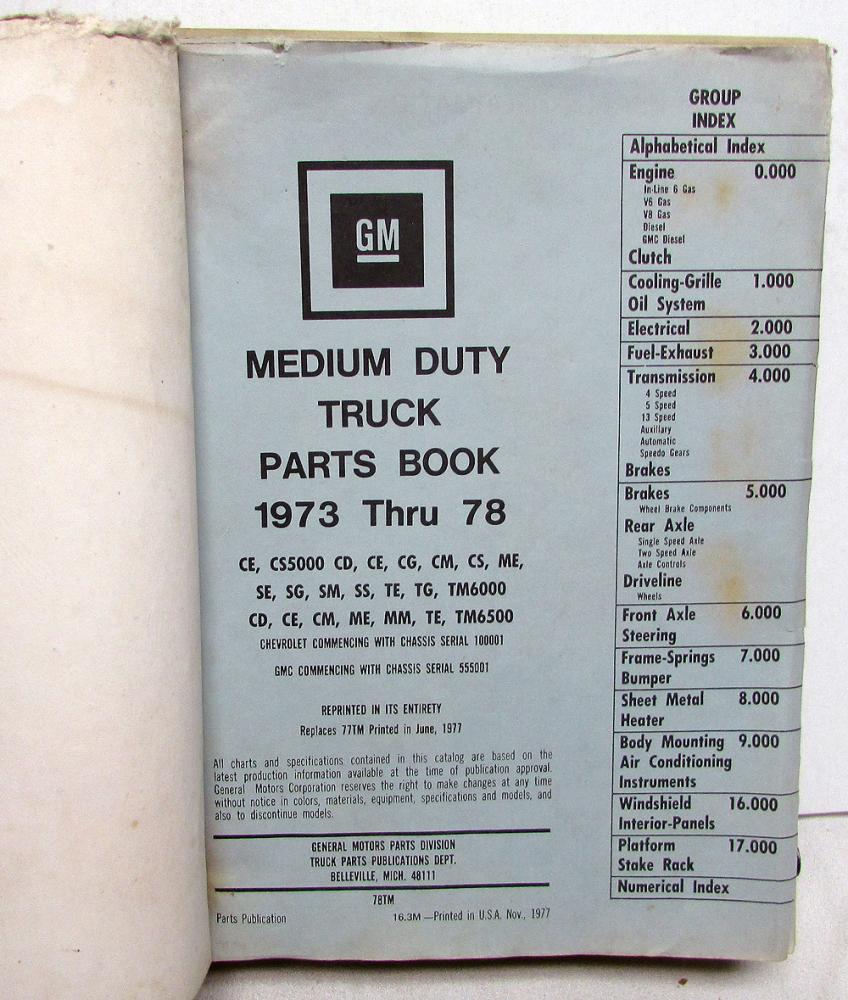 GM
MEDIUM DUTY
TRUCK
PARTS BOOK
1973 Thru 78
CE, CS5000 CD, CE, CG, CM, CS, ME,
SE, SG, SM, SS, TE, TG, TM6000
CD, CE, CM, ME, MM, TE, TM6500
CHEVROLET COMMENCING WITH CHASSIS SERIAL 100001
GMC COMMENCING WITH CHASSIS SERIAL 555001
REPRINTED IN ITS ENTIRETY
Replaces 77TM Printed in June, 1977
All charts and specifications contained in this catalog are based on the
latest production information available at the time of publication approval.
General Motors Corporation reserves the right to make changes at any time
without notice in colors, materials, equipment, specifications and models, and
also to discontinue models.
GENERAL MOTORS PARTS DIVISION
TRUCK PARTS PUBLICATIONS DEPT.
BELLEVILLE, MICH. 48111
78TM
Parts Publication 16.3M —Printed in U.S.A. Nov., 1977
GROUP
INDEX
Alphabetical Index
Engine 0.000
In-Line 6 Gas
V6 Gas
V8 Gas
Diesel
GMC Diesel
Clutch
Cooling-Grille 1.000
Oil System
Electrical 2.000
Fuel-Exhaust 3.000
Transmission 4.000
4 Speed
5 Speed
13 Speed
Auxiliary
Automatic
Speedo Gears
Brakes
Brakes 5.000
Wheel Brake Components
Rear Axle
Single Speed Axle
Two Speed Axle
Axle Controls
Driveline
Wheels
Front Axle 6.000
Steering
Frame-Springs 7.000
Bumper
Sheet Metal 8.000
Heater
Body Mounting 9.000
Air Conditioning
Instruments
Windshield 16.000
Interior-Panels
Platform 17.000
Stake Rack
Numerical Index